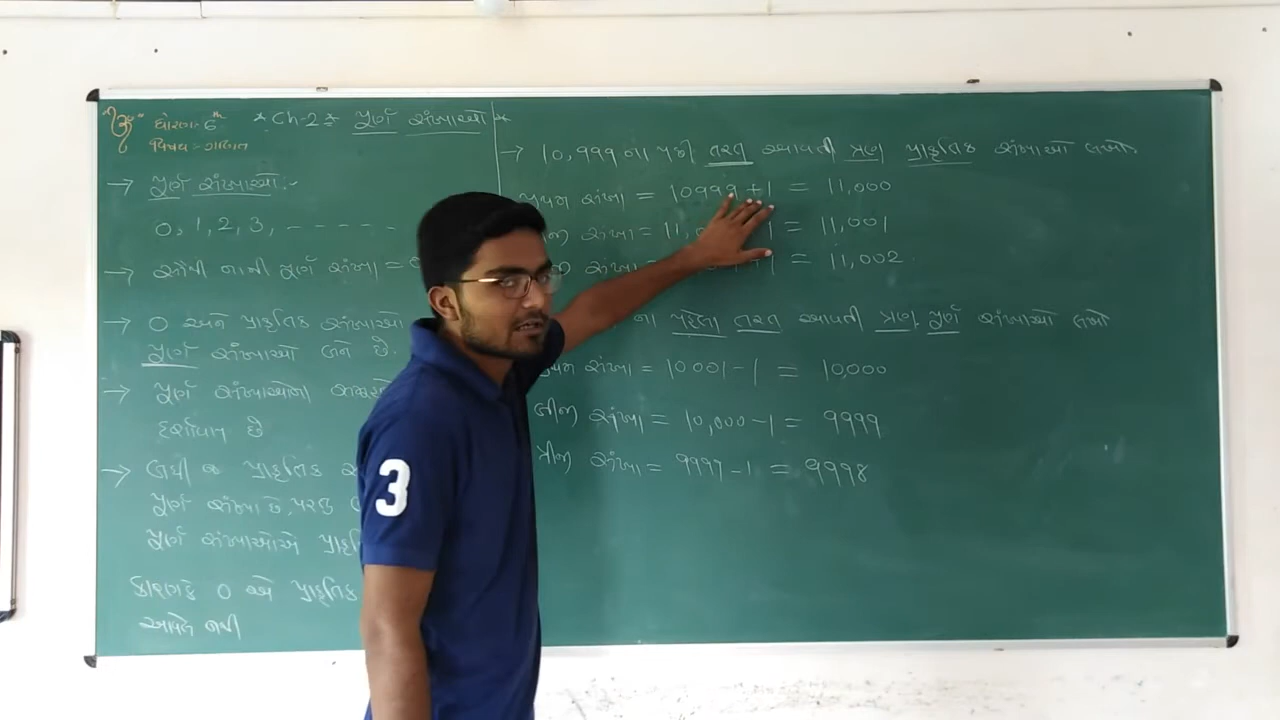 ધોરણ:- 6th
* Ch-2 * પૂર્ણ સંખ્યાઓ *
વિષય:- ગણિત
→ પૂર્ણ સંખ્યાઓ:-
0, 1, 2, 3, - - - - -
→ સૌથી નાની પૂર્ણ સંખ્યા =
→ 0 અને પ્રાકૃતિક સંખ્યાઓ
પૂર્ણ સંખ્યાઓ બને છે.
→ પૂર્ણ સંખ્યાઓના
દર્શાવાત છે
→ બધી જ પ્રાકૃતિક
પૂર્ણ સંખ્યા છે, પરંતુ
પૂર્ણ સંખ્યાઓએ
કારણકે 0 એ પ્રાકૃતિક
નથી
→ 10,999 ના પછી તરત આવતી ત્રણ પ્રાકૃતિક સંખ્યાઓ લખો.
પ્રથમ સંખ્યા = 10999 + 1 = 11,000
સંખ્યા = 1 = 11,001
સંખ્યા = = 11,002
ના પહેલા તરત આવતી ત્રણ પૂર્ણ સંખ્યાઓ લખો
સંખ્યા = 10001 - 1 = 10,000
બીજી સંખ્યા = 10,000 - 1 = 9999
ત્રીજી સંખ્યા = 9999 - 1 = 9998
3